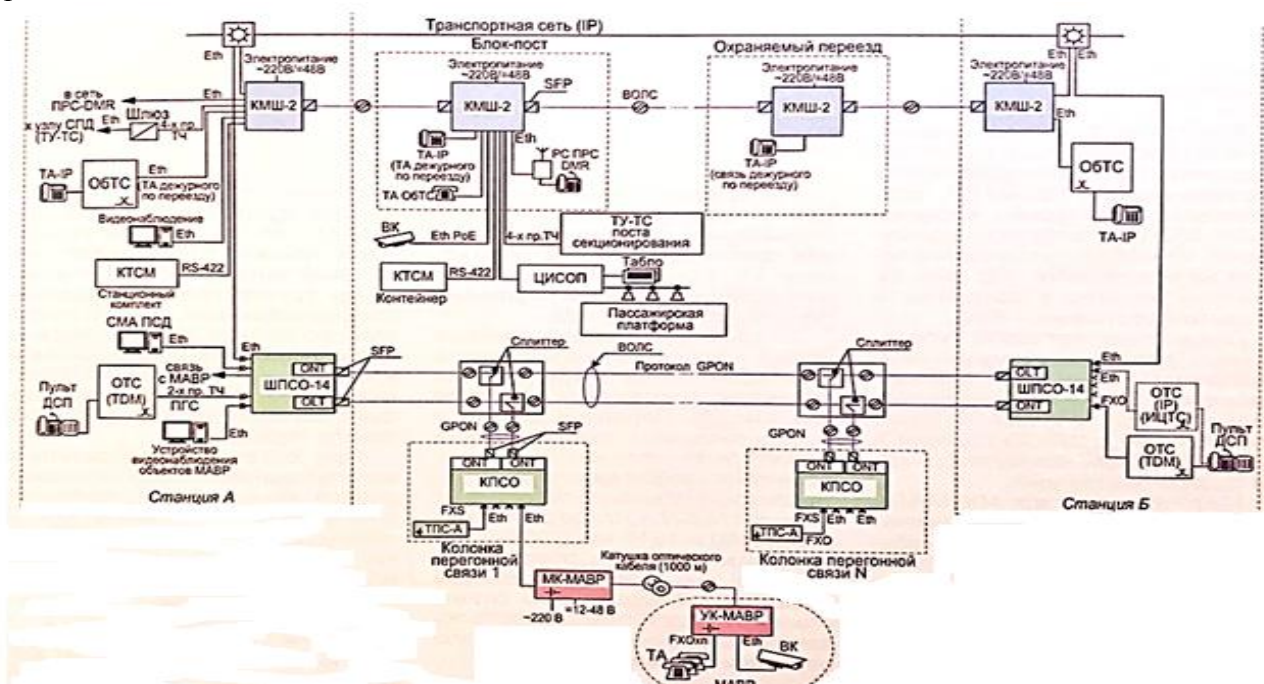 Транспортная сеть (IP)
Блок-пост
Охраняемый переезд
Eth
Eth
Eth
Электропитание
~220В/=48В
Электропитание
~220В/=48В
SFP
Электропитание
~220В/=48В
Электропитание
~220В/=48В
в сеть
ПРС-DMR
Eth
КМШ-2
КМШ-2
ВОЛС
КМШ-2
КМШ-2
к узлу СПД
(ТУ-ТС)
Eth
Шлюз
4-х пр.
ТЧ
Eth
TA-IP
(ТА дежурного
по переезду)
РС ПРС
DMR
TA-IP
(связь дежурного
по переезду)
Eth
TA-IP
ОбТС
Eth
(ТА дежурного
по переезду)
ТА ОбТС
ОбТС
TA-IP
Видеонаблюдение
Eth
ВК
Eth PoE
4-х пр.ТЧ
ТУ-ТС
поста
секционирования
КТСМ
RS-422
Станционный
комплект
КТСМ
RS-422
Контейнер
ЦИСОП
Табло
Пассажирская
платформа
СМА ПСД
Eth
Eth
SFP
Сплиттер
ВОЛС
Протокол GPON
Сплиттер
Eth
Eth
связь
с МАВР
ONT
ШПСО-14
OLT
OLT
ШПСО-14
ONT
Пульт
ДСП
ОТС
(TDM)
2-х пр. ТЧ
ПГС
Eth
FXO
ОТС
(IP)
(ИЦТС)
Пульт
ДСП
ОТС
(TDM)
Устройство
видеонаблюдения
объектов МАВР
GPON
SFP
GPON
ONT
ONT
КПСО
ONT
ONT
КПСО
Станция А
Станция Б
FXS
Eth
Eth
ТПС-А
FXS
Eth
Eth
ТПС-А
FXO
Колонка
перегонной
связи 1
Катушка оптического
кабеля (1000 м)
Колонка перегонной
связи N
МК-МАВР
~220 В
=12-48 В
УК-МАВР
FXOхп
Eth
ТА
ВК
МАВР